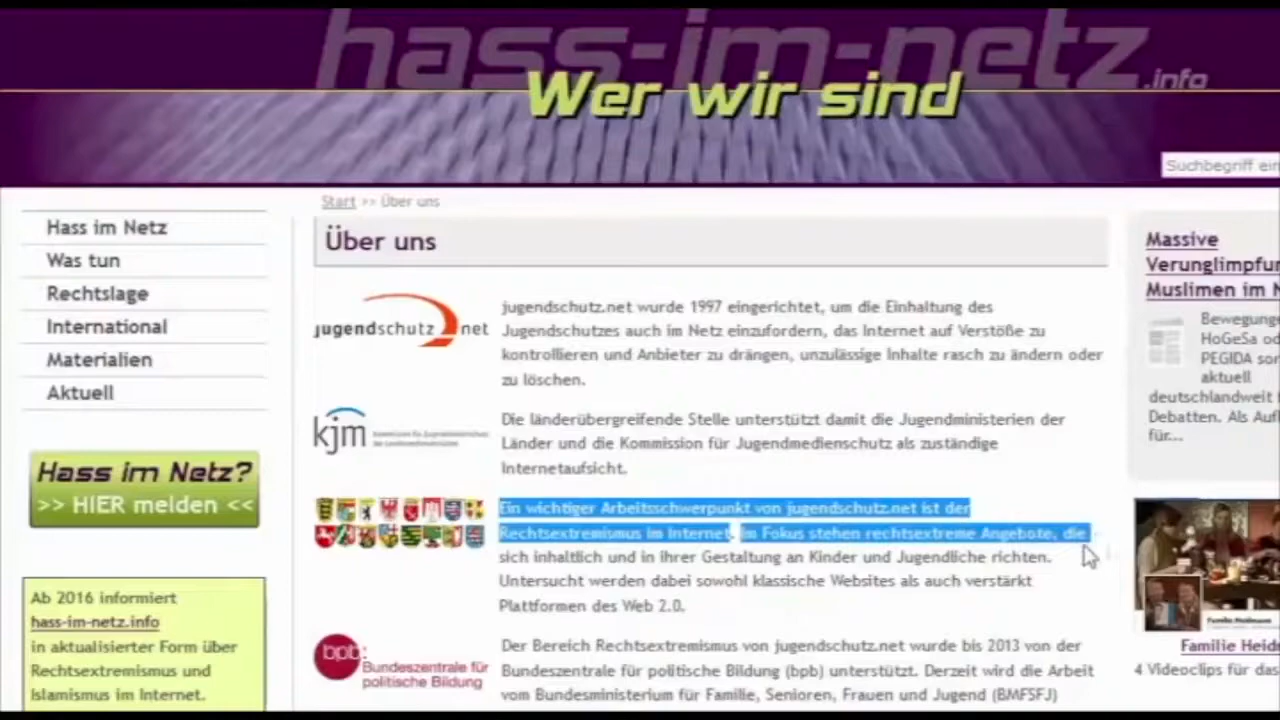 hass-im-netz.info
Wer wir sind
Suchbegriff ein
Start >> Über uns
Hass im Netz
Was tun
Rechtslage
International
Materialien
Aktuell
Hass im Netz?
>> HIER melden <<
Ab 2016 informiert
hass-im-netz.info
in aktualisierter Form über
Rechtsextremismus und
Islamismus im Internet.
Über uns
jugendschutz net
jugendschutz.net wurde 1997 eingerichtet, um die Einhaltung des
Jugendschutzes auch im Netz einzufordern, das Internet auf Verstöße zu
kontrollieren und Anbieter zu drängen, unzulässige Inhalte rasch zu ändern oder
zu löschen.
kjm
Die länderübergreifende Stelle unterstützt damit die Jugendministerien der
Länder und die Kommission für Jugendmedienschutz als zuständige
Internetaufsicht.
Ein wichtiger Arbeitsschwerpunkt von jugendschutz.net ist der
Rechtsextremismus im Internet. Im Fokus stehen rechtsextreme Angebote, die
sich inhaltlich und in ihrer Gestaltung an Kinder und Jugendliche richten.
Untersucht werden dabei sowohl klassische Websites als auch verstärkt
Plattformen des Web 2.0.
bpb:
Bundeszentrale für
politische Bildung
Der Bereich Rechtsextremismus von jugendschutz.net wurde bis 2013 von der
Bundeszentrale für politische Bildung (bpb) unterstützt. Derzeit wird die Arbeit
vom Bundesministerium für Familie, Senioren, Frauen und Jugend (BMFSFJ)
Massive
Verunglimpfu
Muslimen im N
Bewegunge
HoGeSa od
PEGIDA so
aktuell
deutschlandweit f
Debatten. Als Auf
für...
Familie Heid
4 Videoclips für das